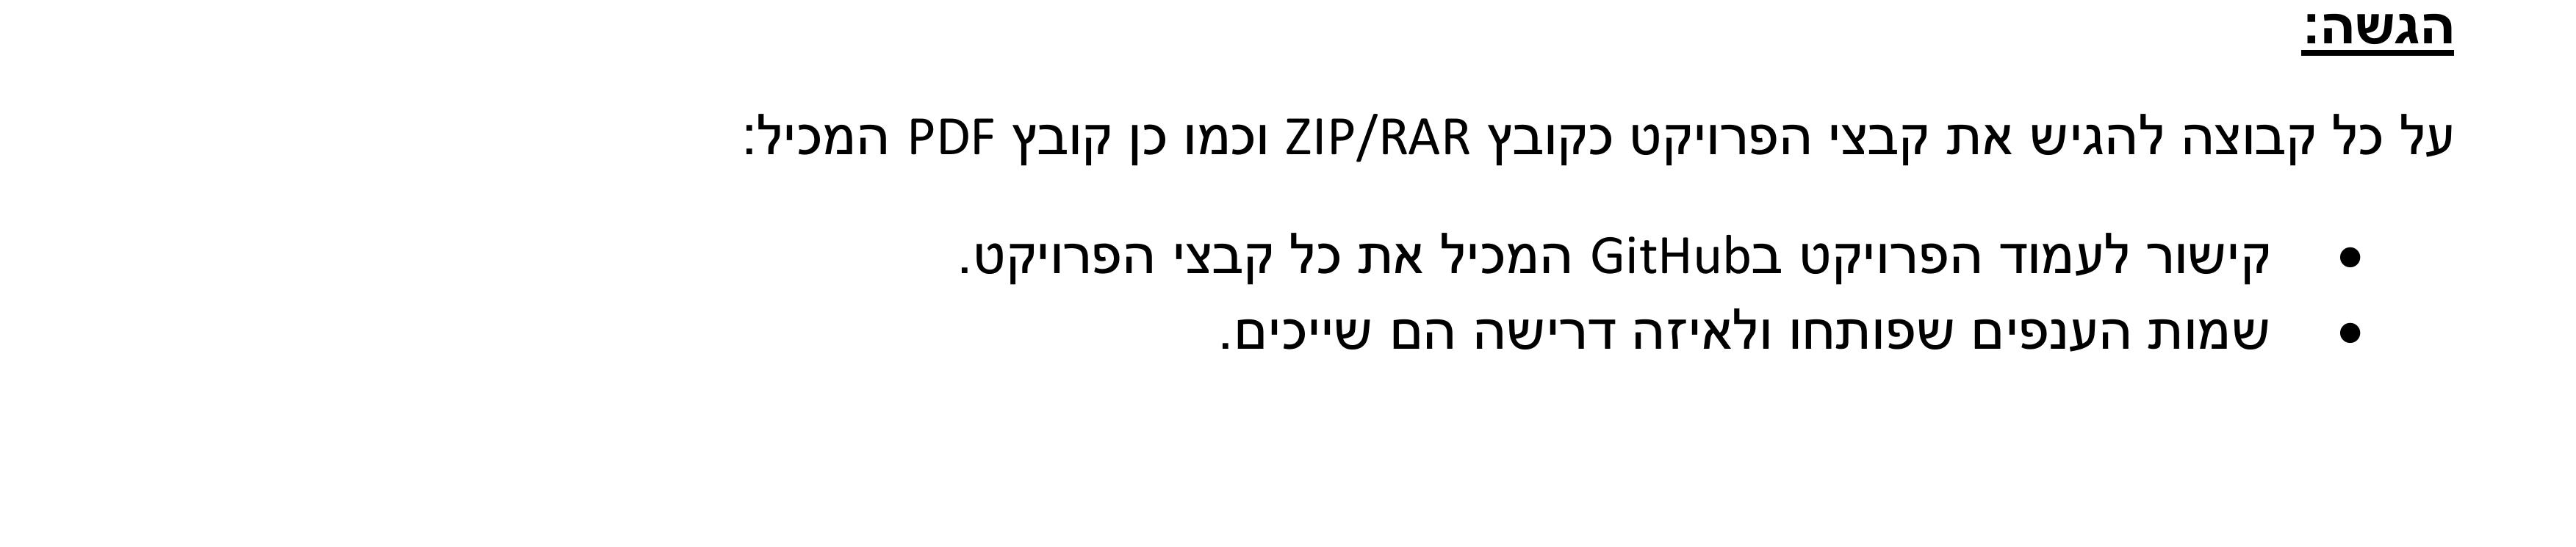 הגשה:
על כל קבוצה להגיש את קבצי הפרויקט כקובץ ZIP/RAR וכמו כן קובץ PDF המכיל:
• קישור לעמוד הפרויקט בGitHub המכיל את כל קבצי הפרויקט.
• שמות הענפים שפותחו ולאיזה דרישה הם שייכים.